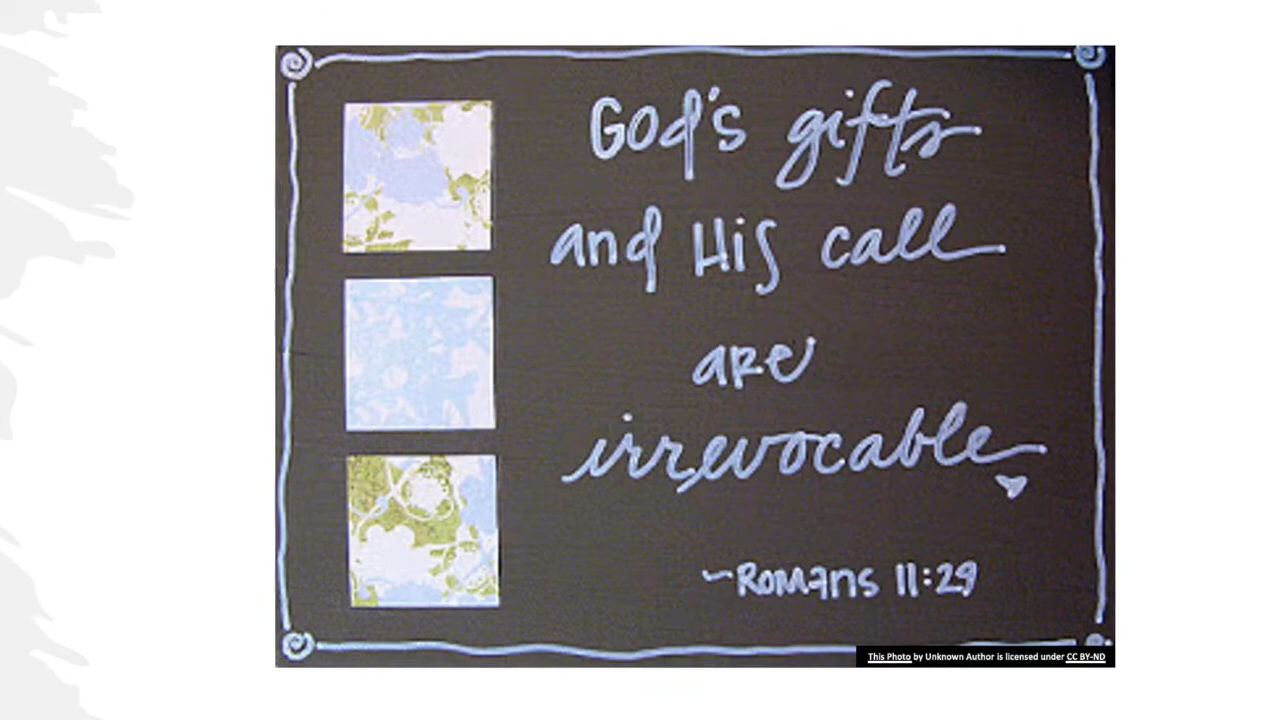 God's gifts
and His call
are
irrevocable
~Romans 11:29
This Photo by Unknown Author is licensed under CC BY-ND